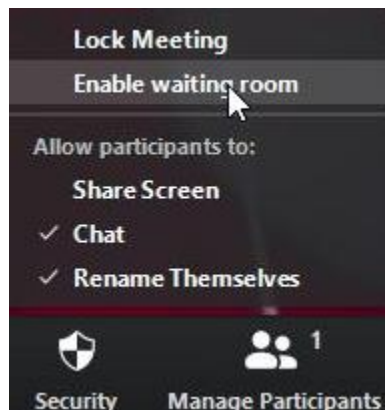 Lock Meeting
Enable waiting room
Allow participants to:
Share Screen
Chat
Rename Themselves
1
Security Manage Participants